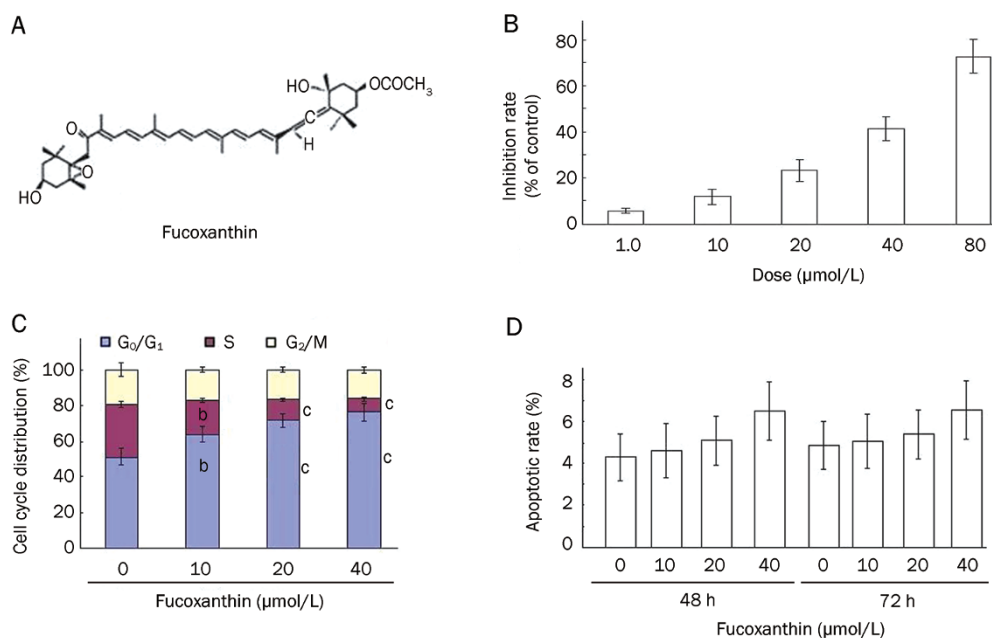 A
HO
OCOCH₃
C
H
O
O
HO
Fucoxanthin
B
Inhibition rate
(% of control)
80
60
40
20
0
1.0 10 20 40 80
Dose (µmol/L)
C
G₀/G₁ S G₂/M
Cell cycle distribution (%)
100
80
60
40
20
0
b
b
c
c
c
c
0 10 20 40
Fucoxanthin (µmol/L)
D
Apoptotic rate (%)
8
6
4
2
0
0 10 20 40 0 10 20 40
48 h 72 h
Fucoxanthin (µmol/L)